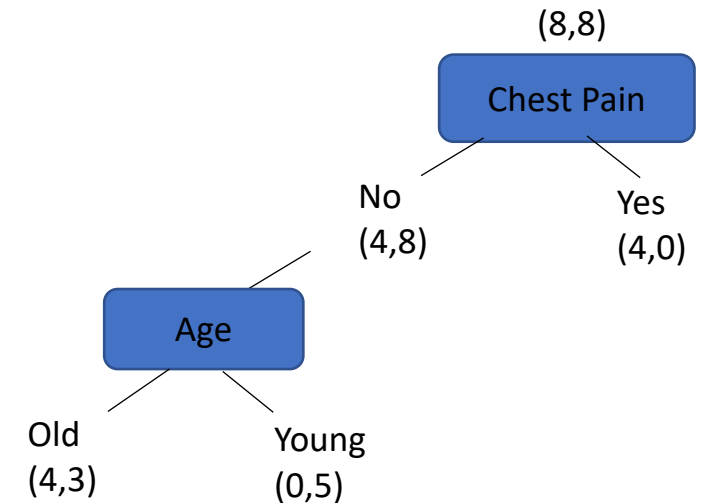 (8,8)
Chest Pain
No
(4,8)
Yes
(4,0)
Age
Old
(4,3)
Young
(0,5)